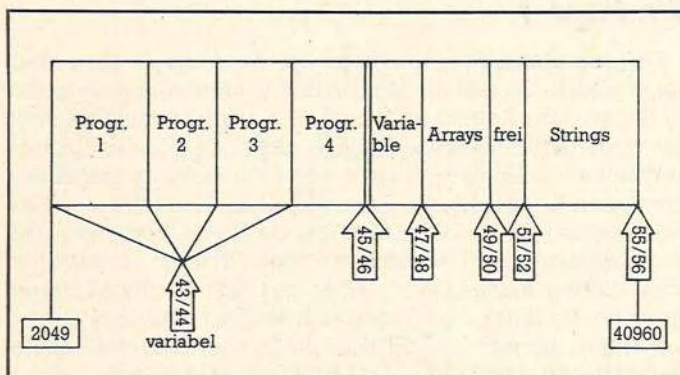 Progr. 1
Progr. 2
Progr. 3
Progr. 4
Varia-
ble
Arrays
frei
Strings
45/46
47/48
49/50
51/52
55/56
43/44
2049
variabel
40960